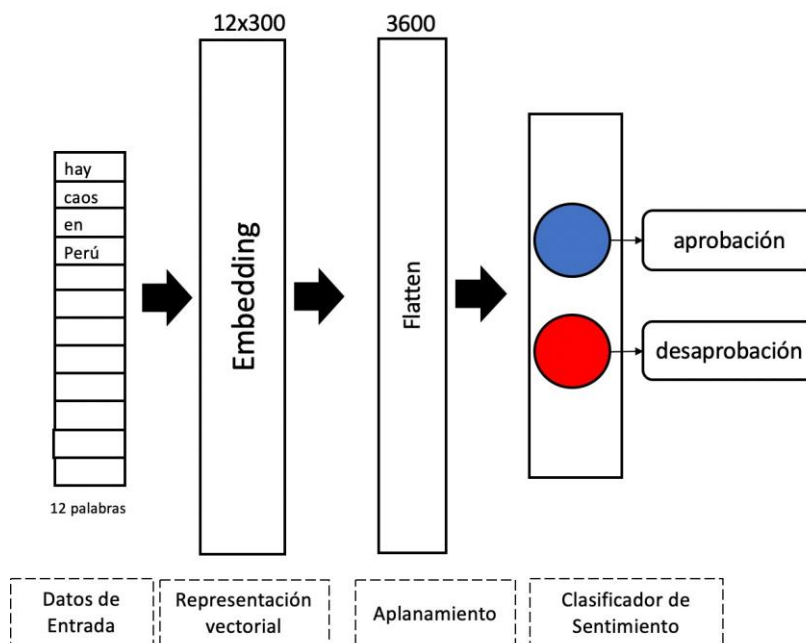 12x300
3600
hay
caos
en
Perú
12 palabras
Embedding
Flatten
aprobación
desaprobación
Datos de
Entrada
Representación
vectorial
Aplanamiento
Clasificador de
Sentimiento